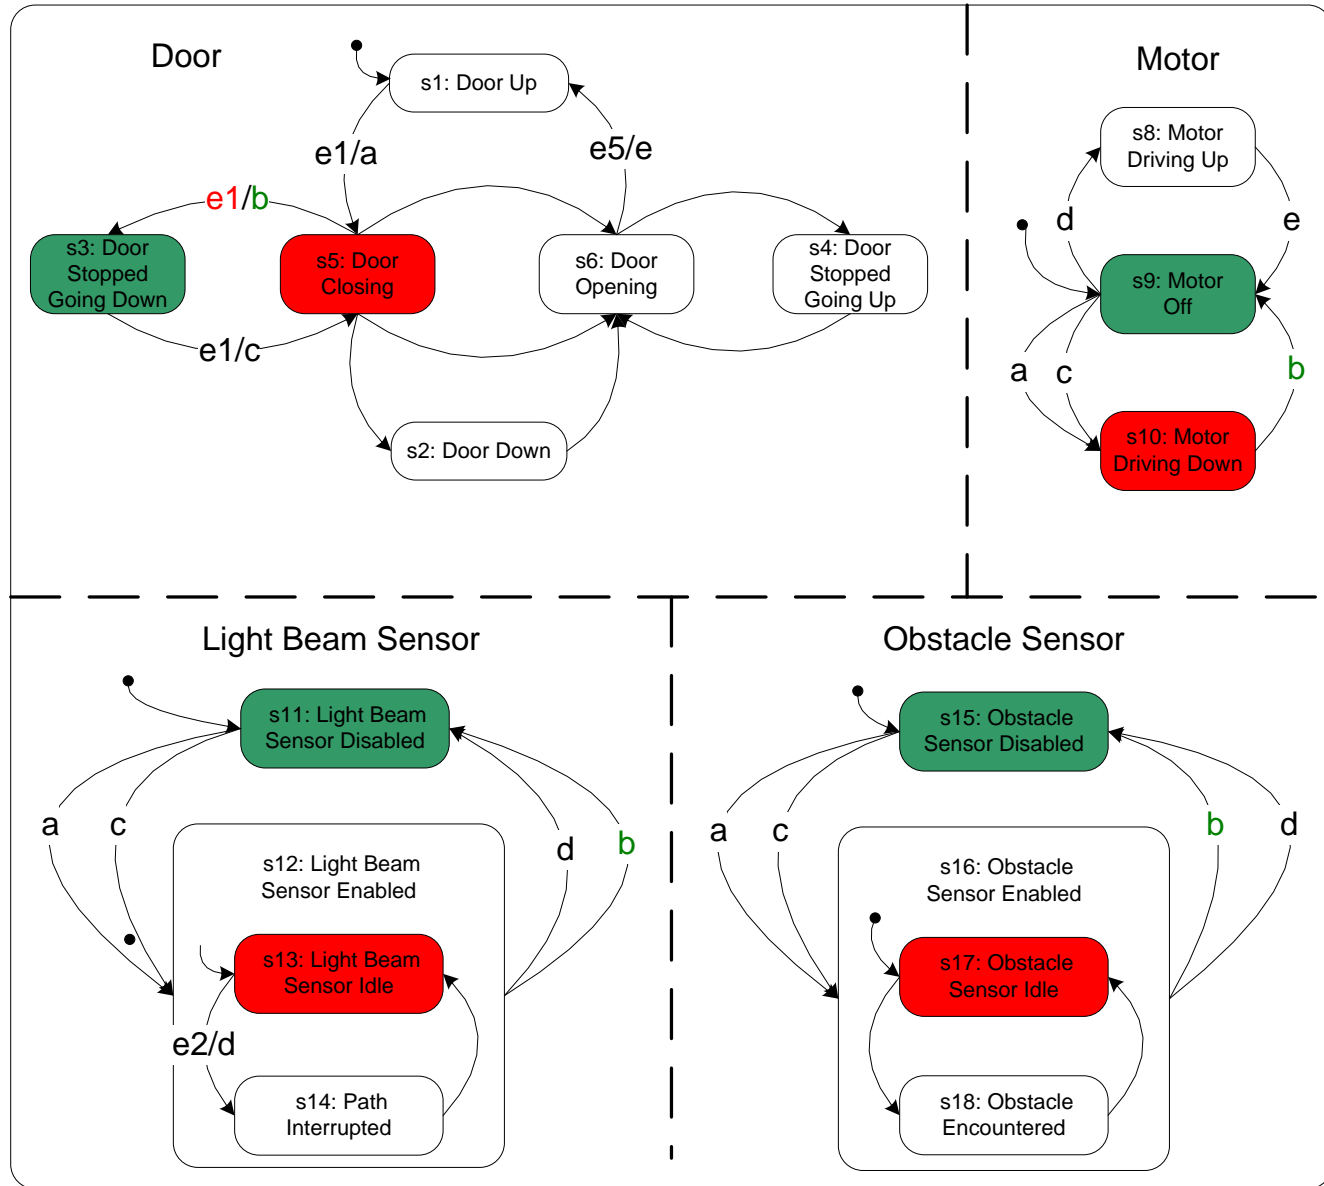 Door
s1: Door Up
e1/a
e5/e
e1/b
s3: Door
Stopped
Going Down
s5: Door
Closing
s6: Door
Opening
s4: Door
Stopped
Going Up
e1/c
s2: Door Down
Motor
s8: Motor
Driving Up
d
e
s9: Motor
Off
a
c
b
s10: Motor
Driving Down
Light Beam Sensor
s11: Light Beam
Sensor Disabled
a
c
d
b
s12: Light Beam
Sensor Enabled
s13: Light Beam
Sensor Idle
e2/d
s14: Path
Interrupted
Obstacle Sensor
s15: Obstacle
Sensor Disabled
a
c
b
d
s16: Obstacle
Sensor Enabled
s17: Obstacle
Sensor Idle
s18: Obstacle
Encountered